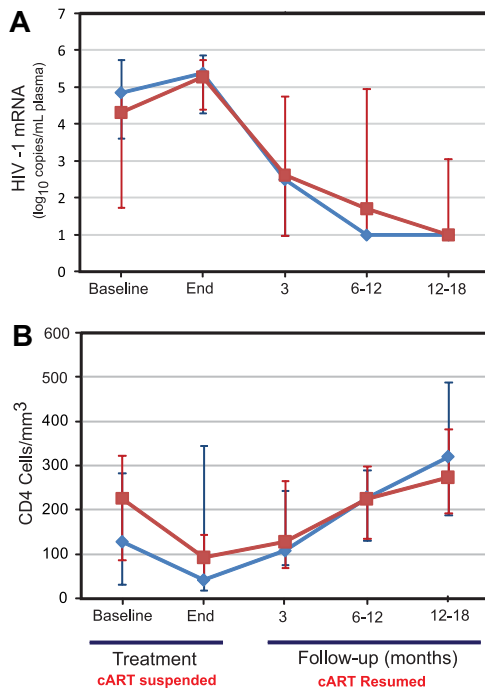 A
HIV -1 mRNA
(log10 copies/mL plasma)
7
6
5
4
3
2
1
0
Baseline
End
3
6-12
12-18
B
CD4 Cells/mm3
600
500
400
300
200
100
00
Baseline
End
3
6-12
12-18
Treatment
cART suspended
Follow-up (months)
cART Resumed